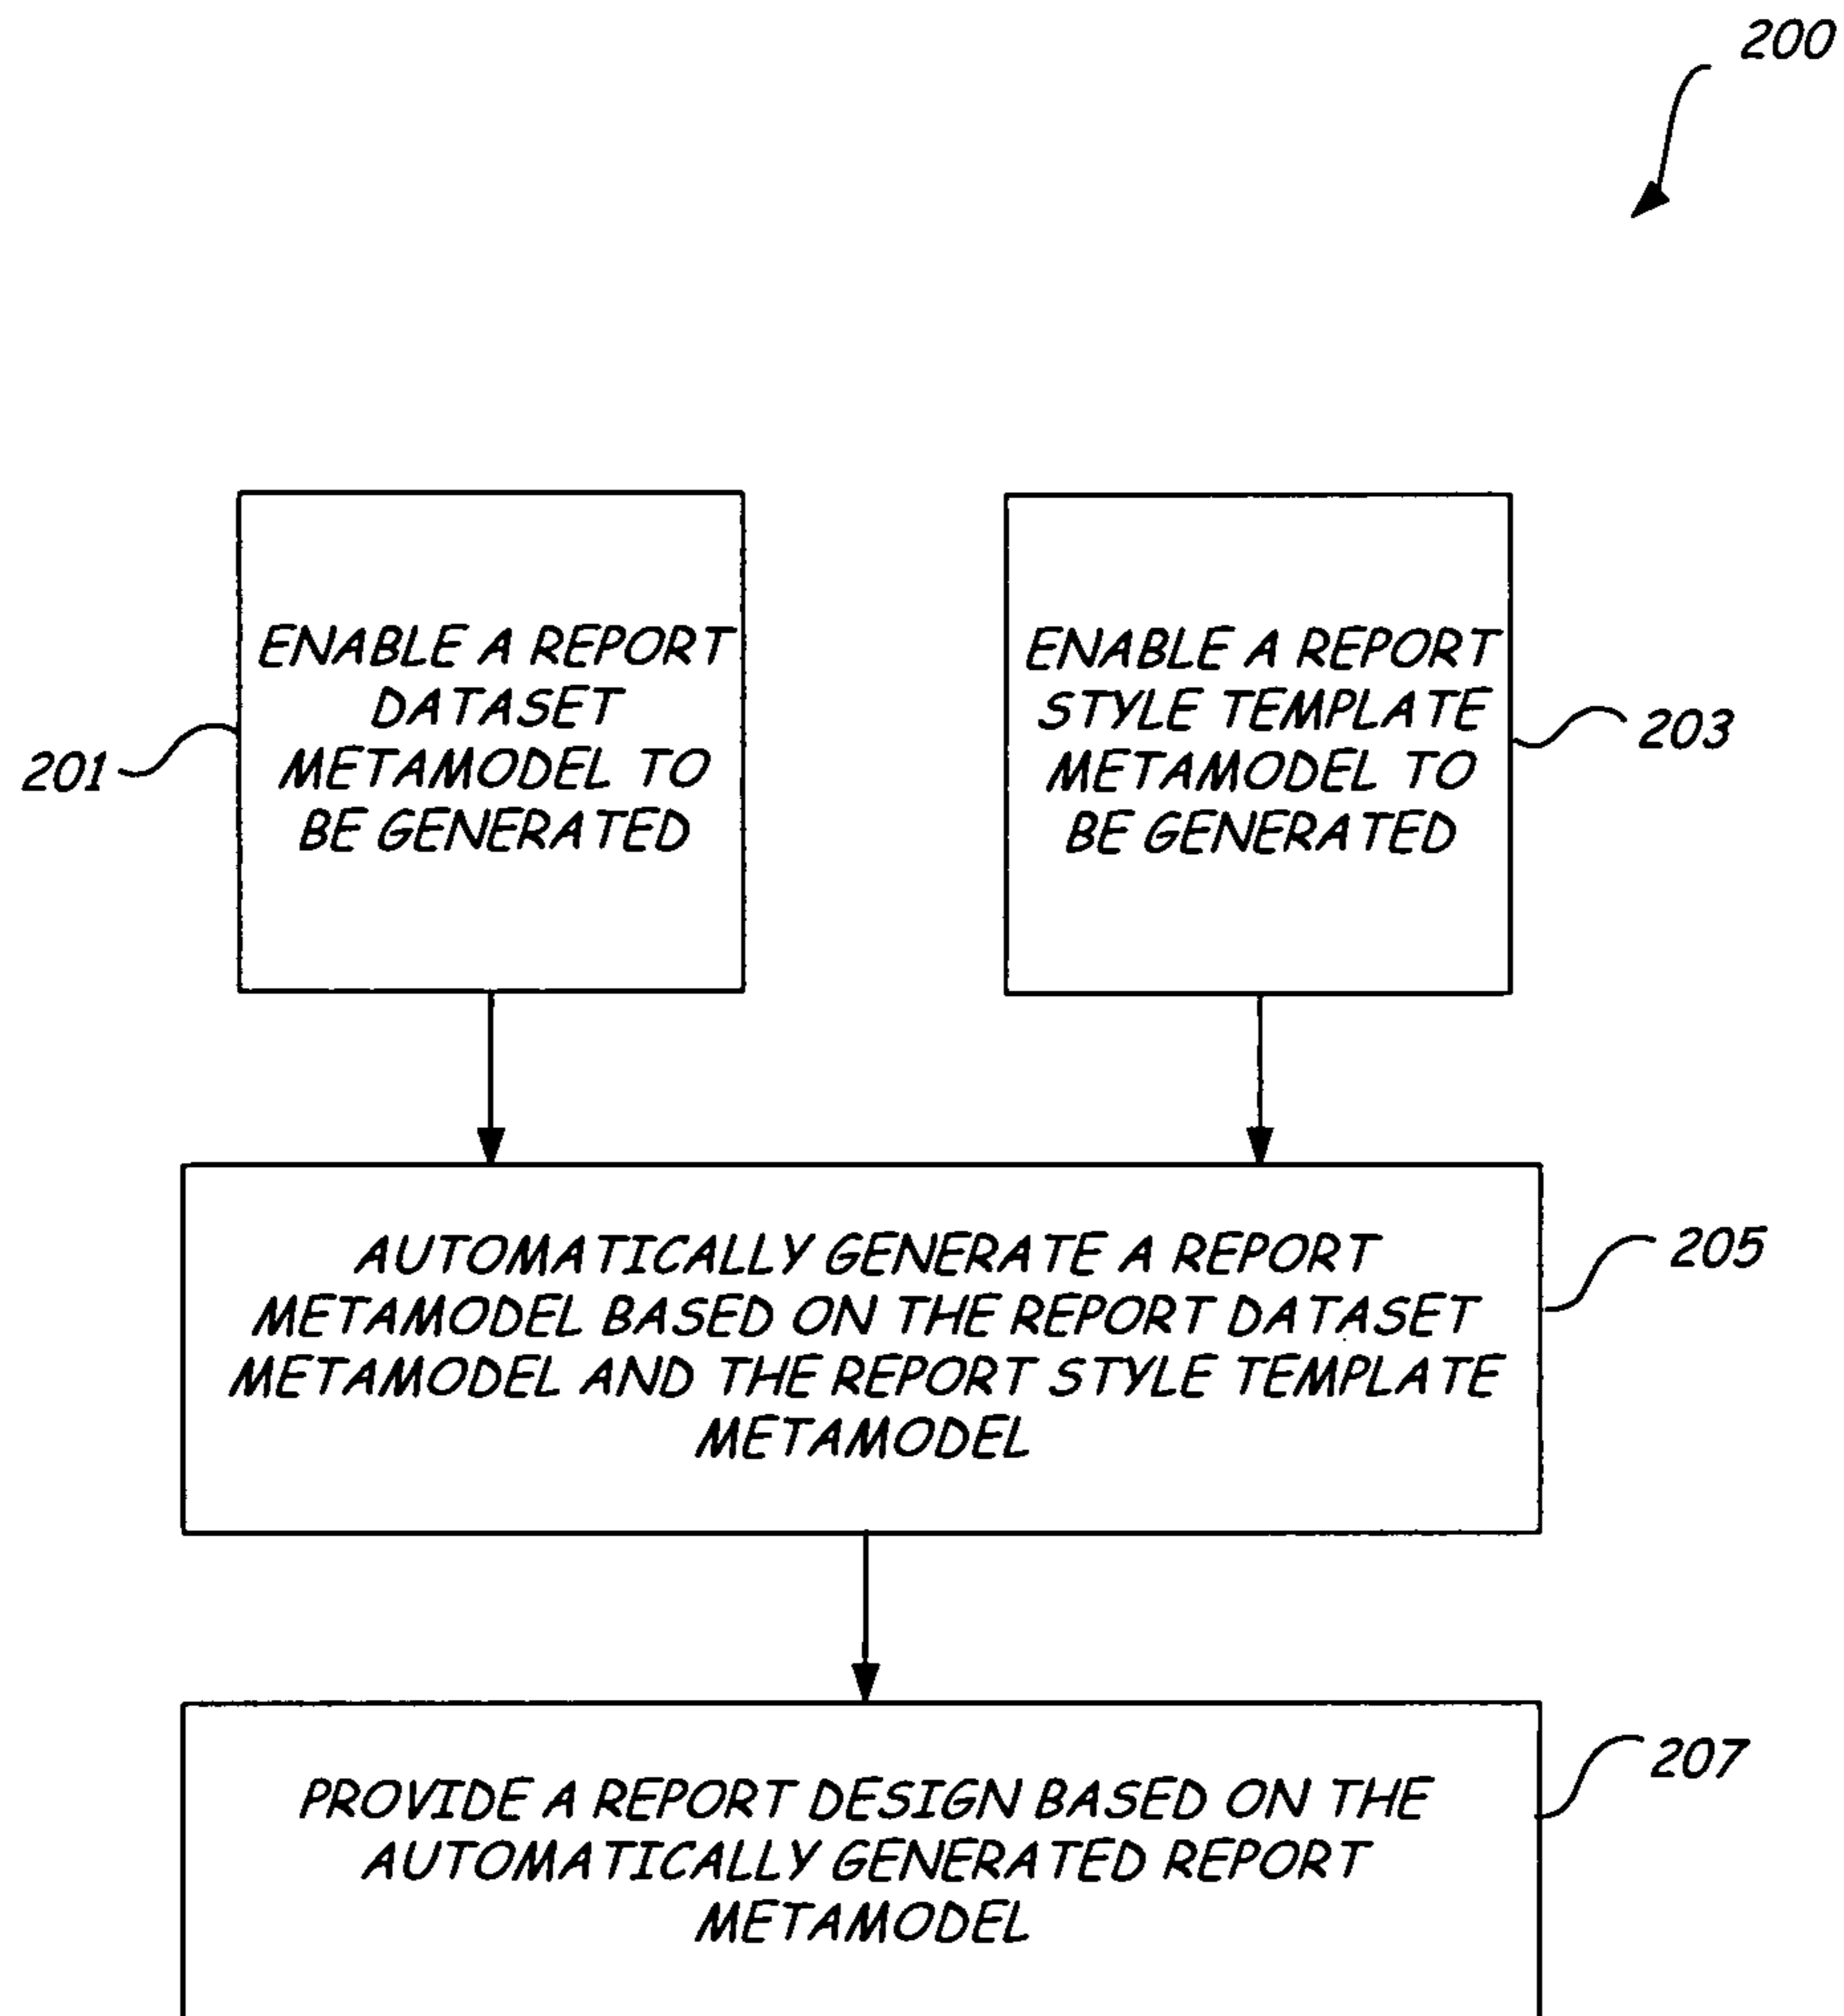 200
ENABLE A REPORT
DATASET
METAMODEL TO
BE GENERATED
201
ENABLE A REPORT
STYLE TEMPLATE
METAMODEL TO
BE GENERATED
203
AUTOMATICALLY GENERATE A REPORT
METAMODEL BASED ON THE REPORT DATASET
METAMODEL AND THE REPORT STYLE TEMPLATE
METAMODEL
205
PROVIDE A REPORT DESIGN BASED ON THE
AUTOMATICALLY GENERATED REPORT
METAMODEL
207